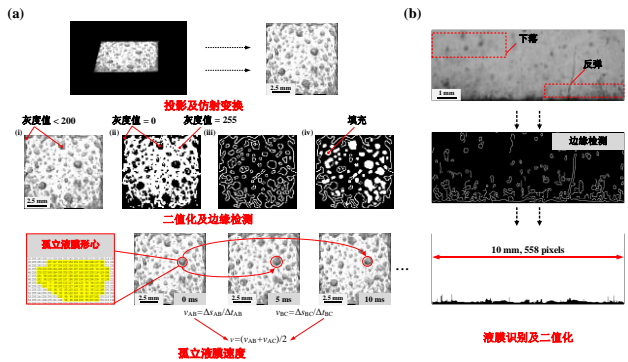 (a)
2.5 mm
投影及仿射变换
灰度值 < 200
灰度值 = 0
灰度值 = 255
填充
(i)
(ii)
(iii)
(iv)
2.5 mm
二值化及边缘检测
孤立液膜形心
2.5 mm
0 ms
2.5 mm
5 ms
2.5 mm
10 ms
...
vAB=ΔsAB/ΔtAB
vBC=ΔsBC/ΔtBC
v=(vAB+vAC)/2
孤立液膜速度
(b)
下落
反弹
1 mm
边缘检测
10 mm, 558 pixels
液膜识别及二值化